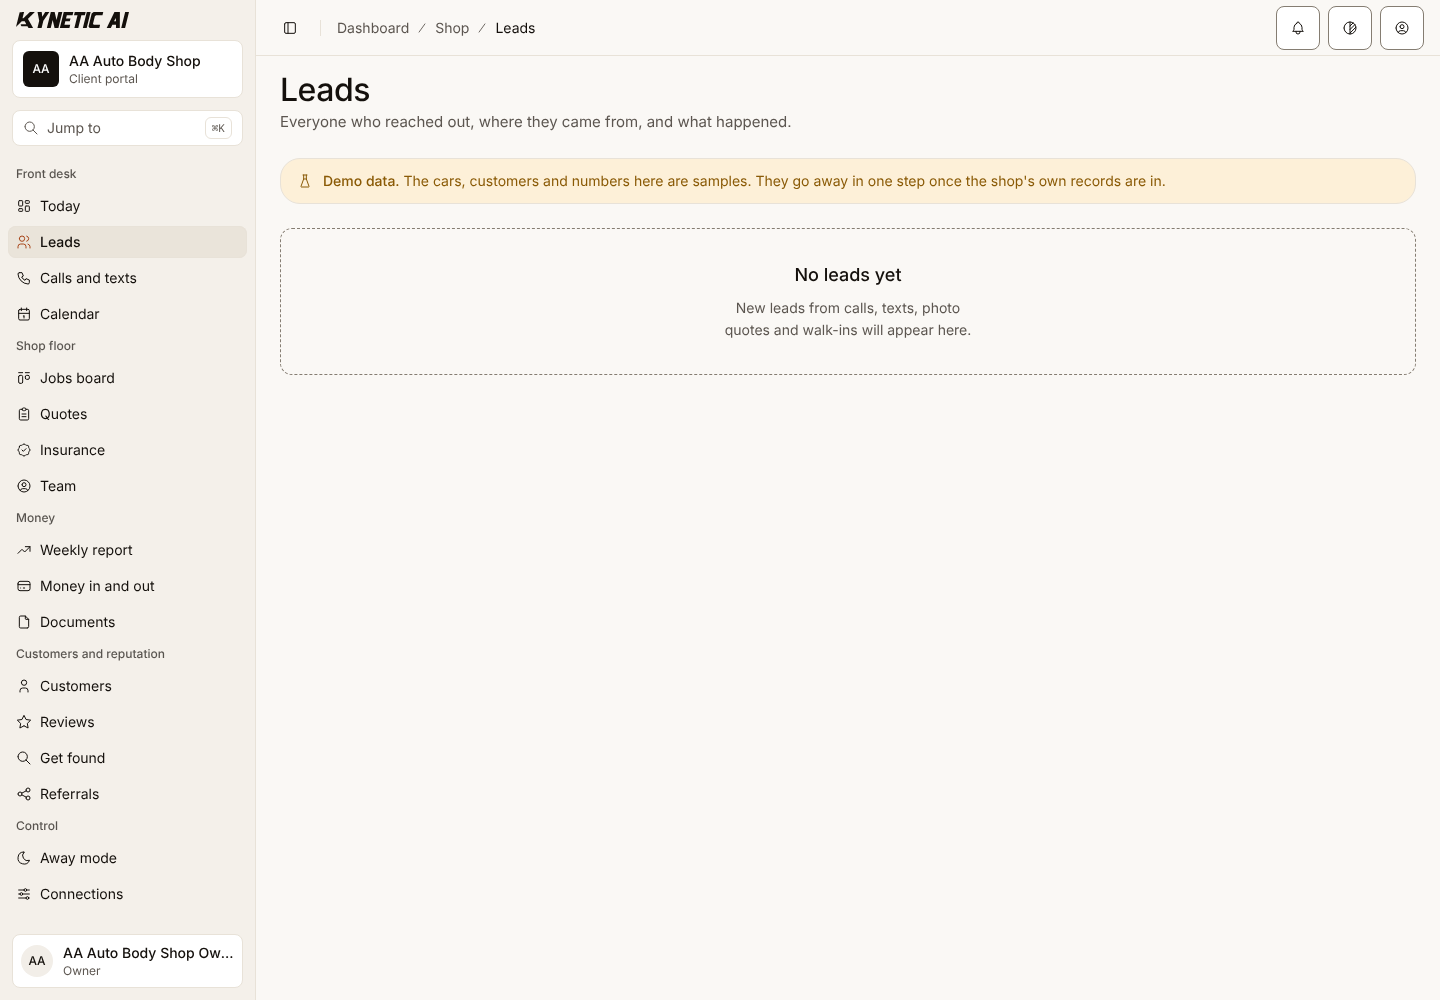 KYNETIC AI
AA
AA Auto Body Shop
Client portal
Jump to
⌘K
Front desk
Today
Leads
Calls and texts
Calendar
Shop floor
Jobs board
Quotes
Insurance
Team
Money
Weekly report
Money in and out
Documents
Customers and reputation
Customers
Reviews
Get found
Referrals
Control
Away mode
Connections
AA
AA Auto Body Shop Ow...
Owner
Dashboard / Shop / Leads
Leads
Everyone who reached out, where they came from, and what happened.
Demo data. The cars, customers and numbers here are samples. They go away in one step once the shop's own records are in.
No leads yet
New leads from calls, texts, photo
quotes and walk-ins will appear here.